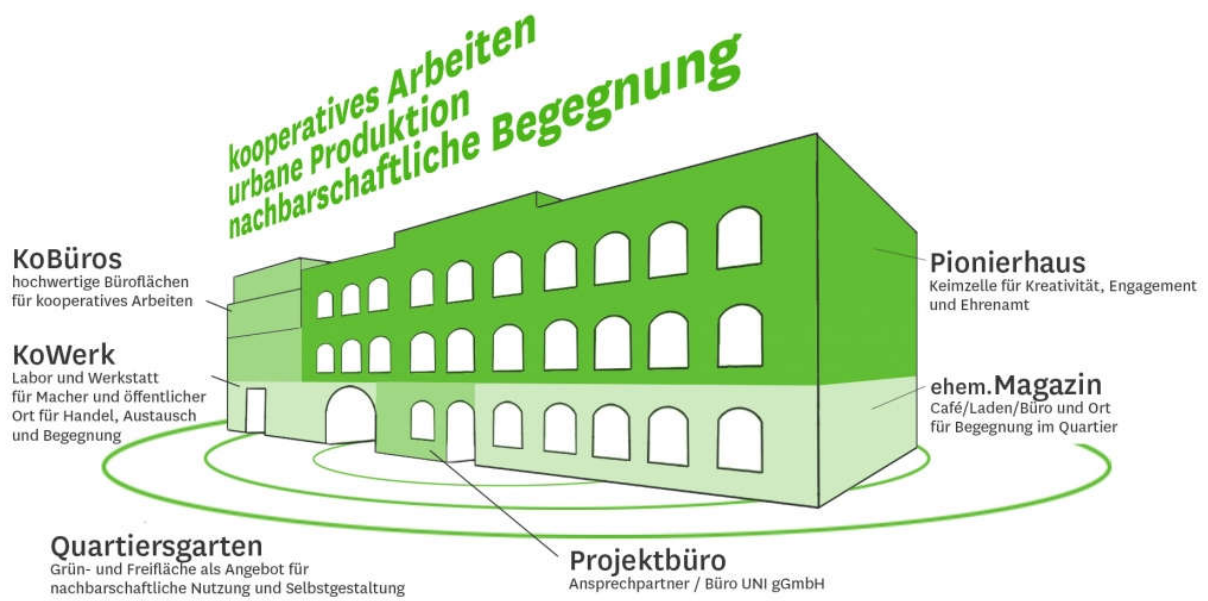 kooperatives Arbeiten
urbane Produktion
nachbarschaftliche Begegnung
KoBüros
hochwertige Büroflächen
für kooperatives Arbeiten
KoWerk
Labor und Werkstatt
für Macher und öffentlicher
Ort für Handel, Austausch
und Begegnung
Pionierhaus
Keimzelle für Kreativität, Engagement
und Ehrenamt
ehem.Magazin
Café/Laden/Büro und Ort
für Begegnung im Quartier
Quartiersgarten
Grün- und Freifläche als Angebot für
nachbarschaftliche Nutzung und Selbstgestaltung
Projektbüro
Ansprechpartner / Büro UNI gGmbH